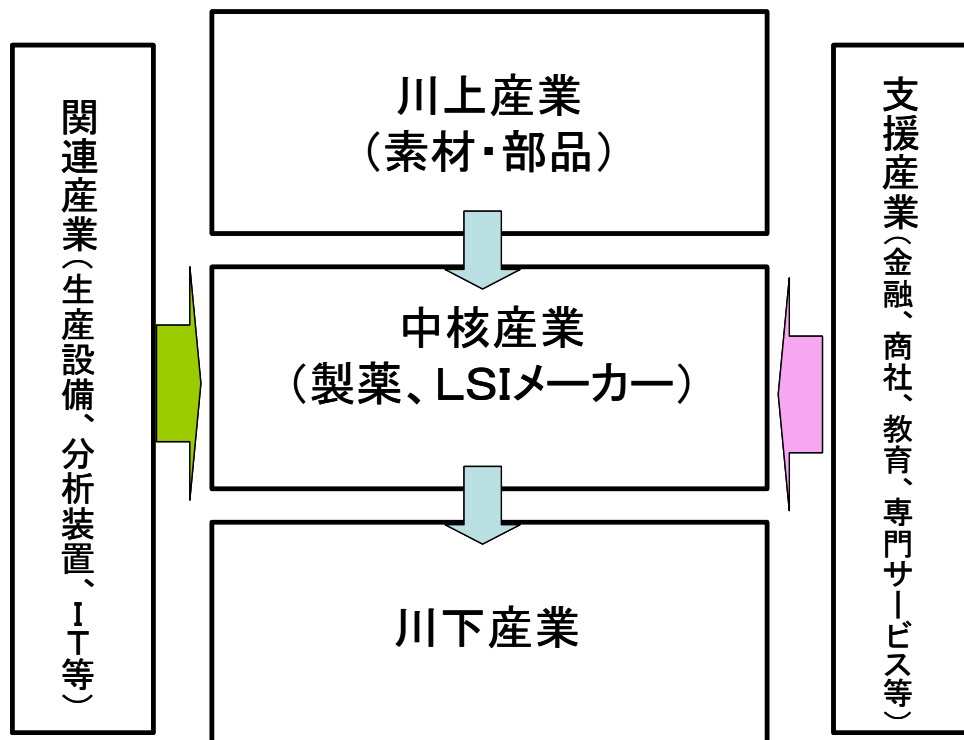 関連産業（生産設備、分析装置、ＩＴ等）
川上産業
（素材・部品）
中核産業
（製薬、ＬＳＩメーカー）
川下産業
支援産業（金融、商社、教育、専門サービス等）